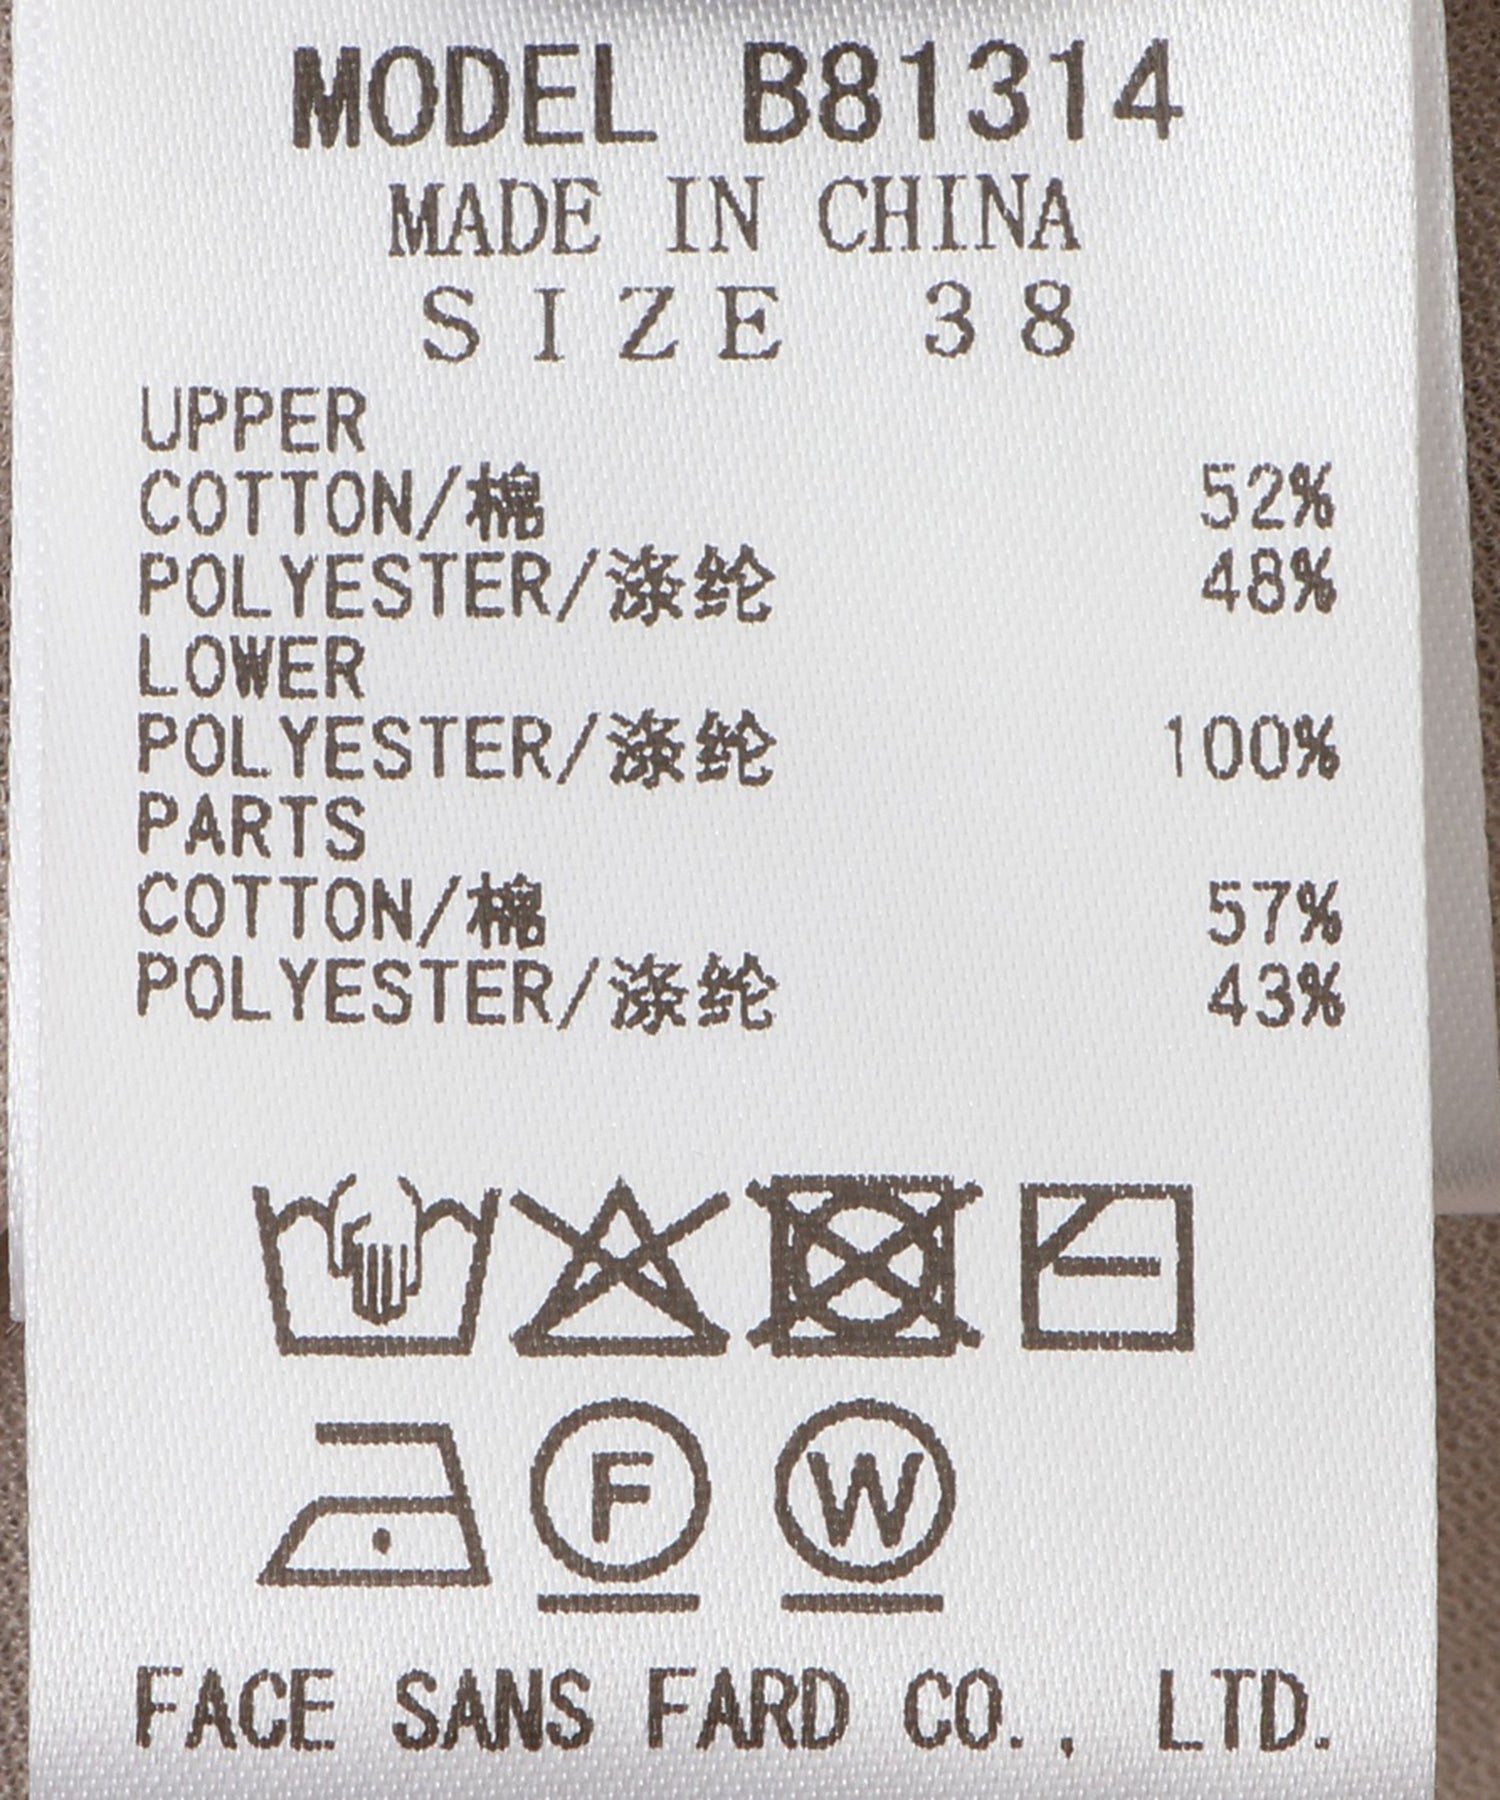 MODEL B81314
MADE IN CHINA
SIZE 38
UPPER
COTTON/棉 52%
POLYESTER/涤纶 48%
LOWER
POLYESTER/涤纶 100%
PARTS
COTTON/棉 57%
POLYESTER/涤纶 43%
F W
FACE SANS FARD CO., LTD.